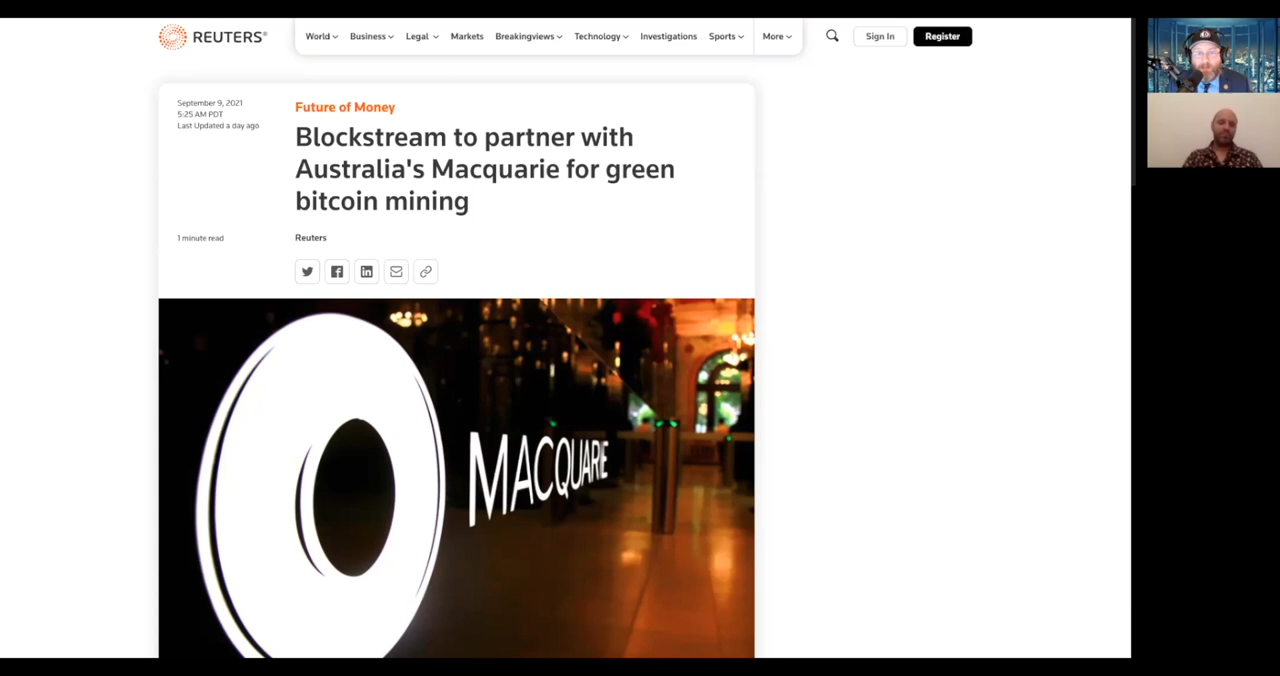 REUTERS®
World
Business
Legal
Markets
Breakingviews
Technology
Investigations
Sports
More
Sign In
Register
September 9, 2021
5:25 AM PDT
Last Updated a day ago
Future of Money
Blockstream to partner with
Australia's Macquarie for green
bitcoin mining
1 minute read
Reuters
MACQUARIE